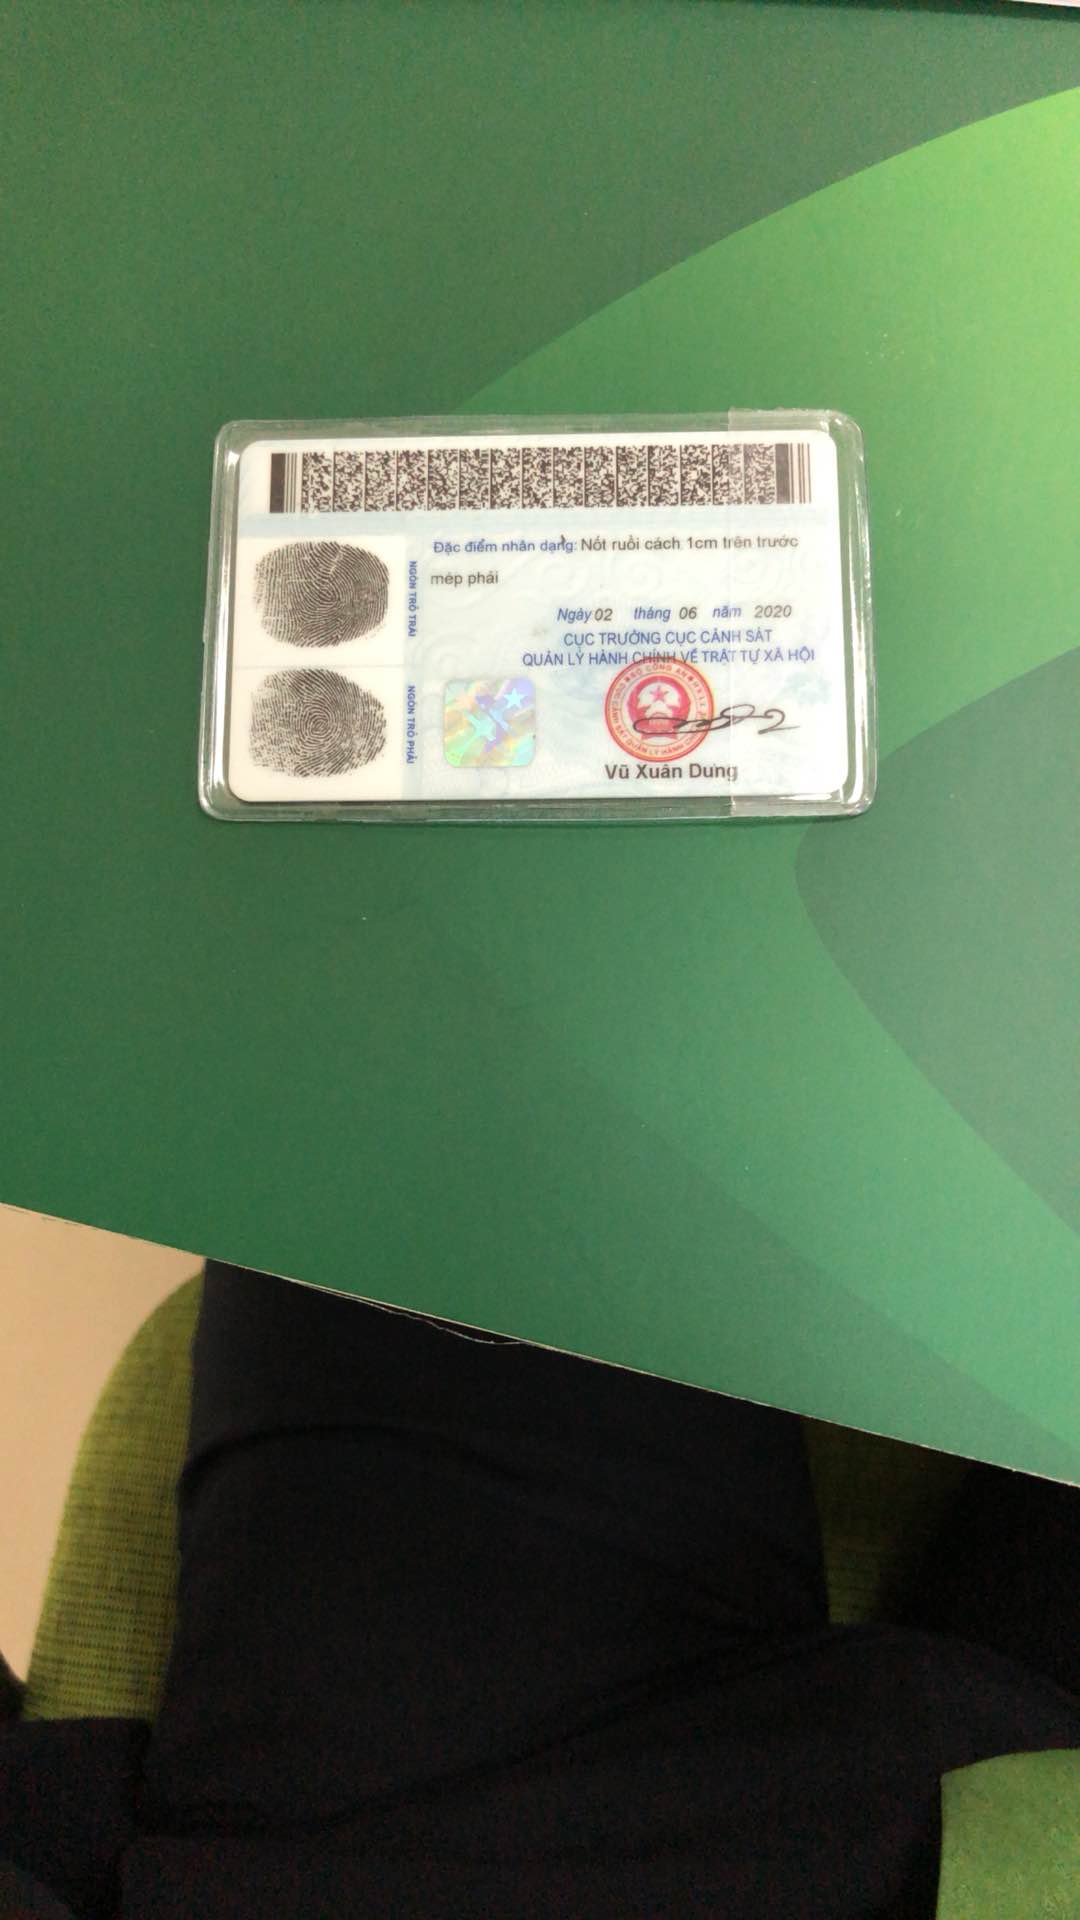 Đặc điểm nhân dạng: Nốt ruồi cách 1cm trên trước
mép phải
Ngày 02 tháng 06 năm 2020
CỤC TRƯỞNG CỤC CẢNH SÁT
QUẢN LÝ HÀNH CHÍNH VỀ TRẬT TỰ XÃ HỘI
Vũ Xuân Dung
NGÓN TRỎ TRÁI
NGÓN TRỎ PHẢI